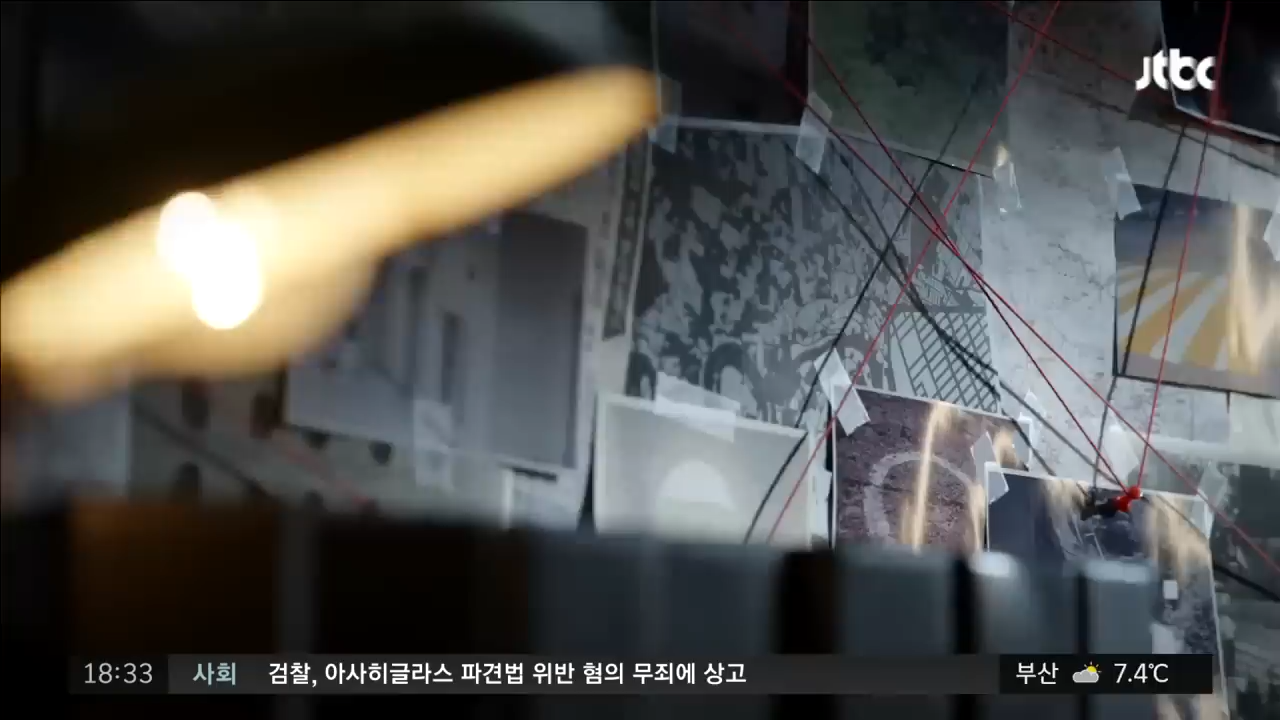 jtbc
18:33 사회 검찰, 아사히글라스 파견법 위반 혐의 무죄에 상고 부산 7.4℃